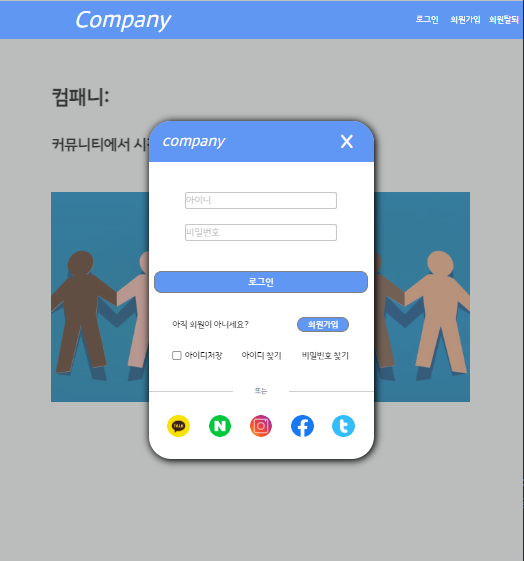 Company
로그인 회원가입 회원탈퇴
컴패니:
커뮤니티에서 시
company
X
아이디
비밀번호
로그인
아직 회원이 아니세요?
회원가입
아이디저장 아이디 찾기 비밀번호 찾기
또는
TALK
N